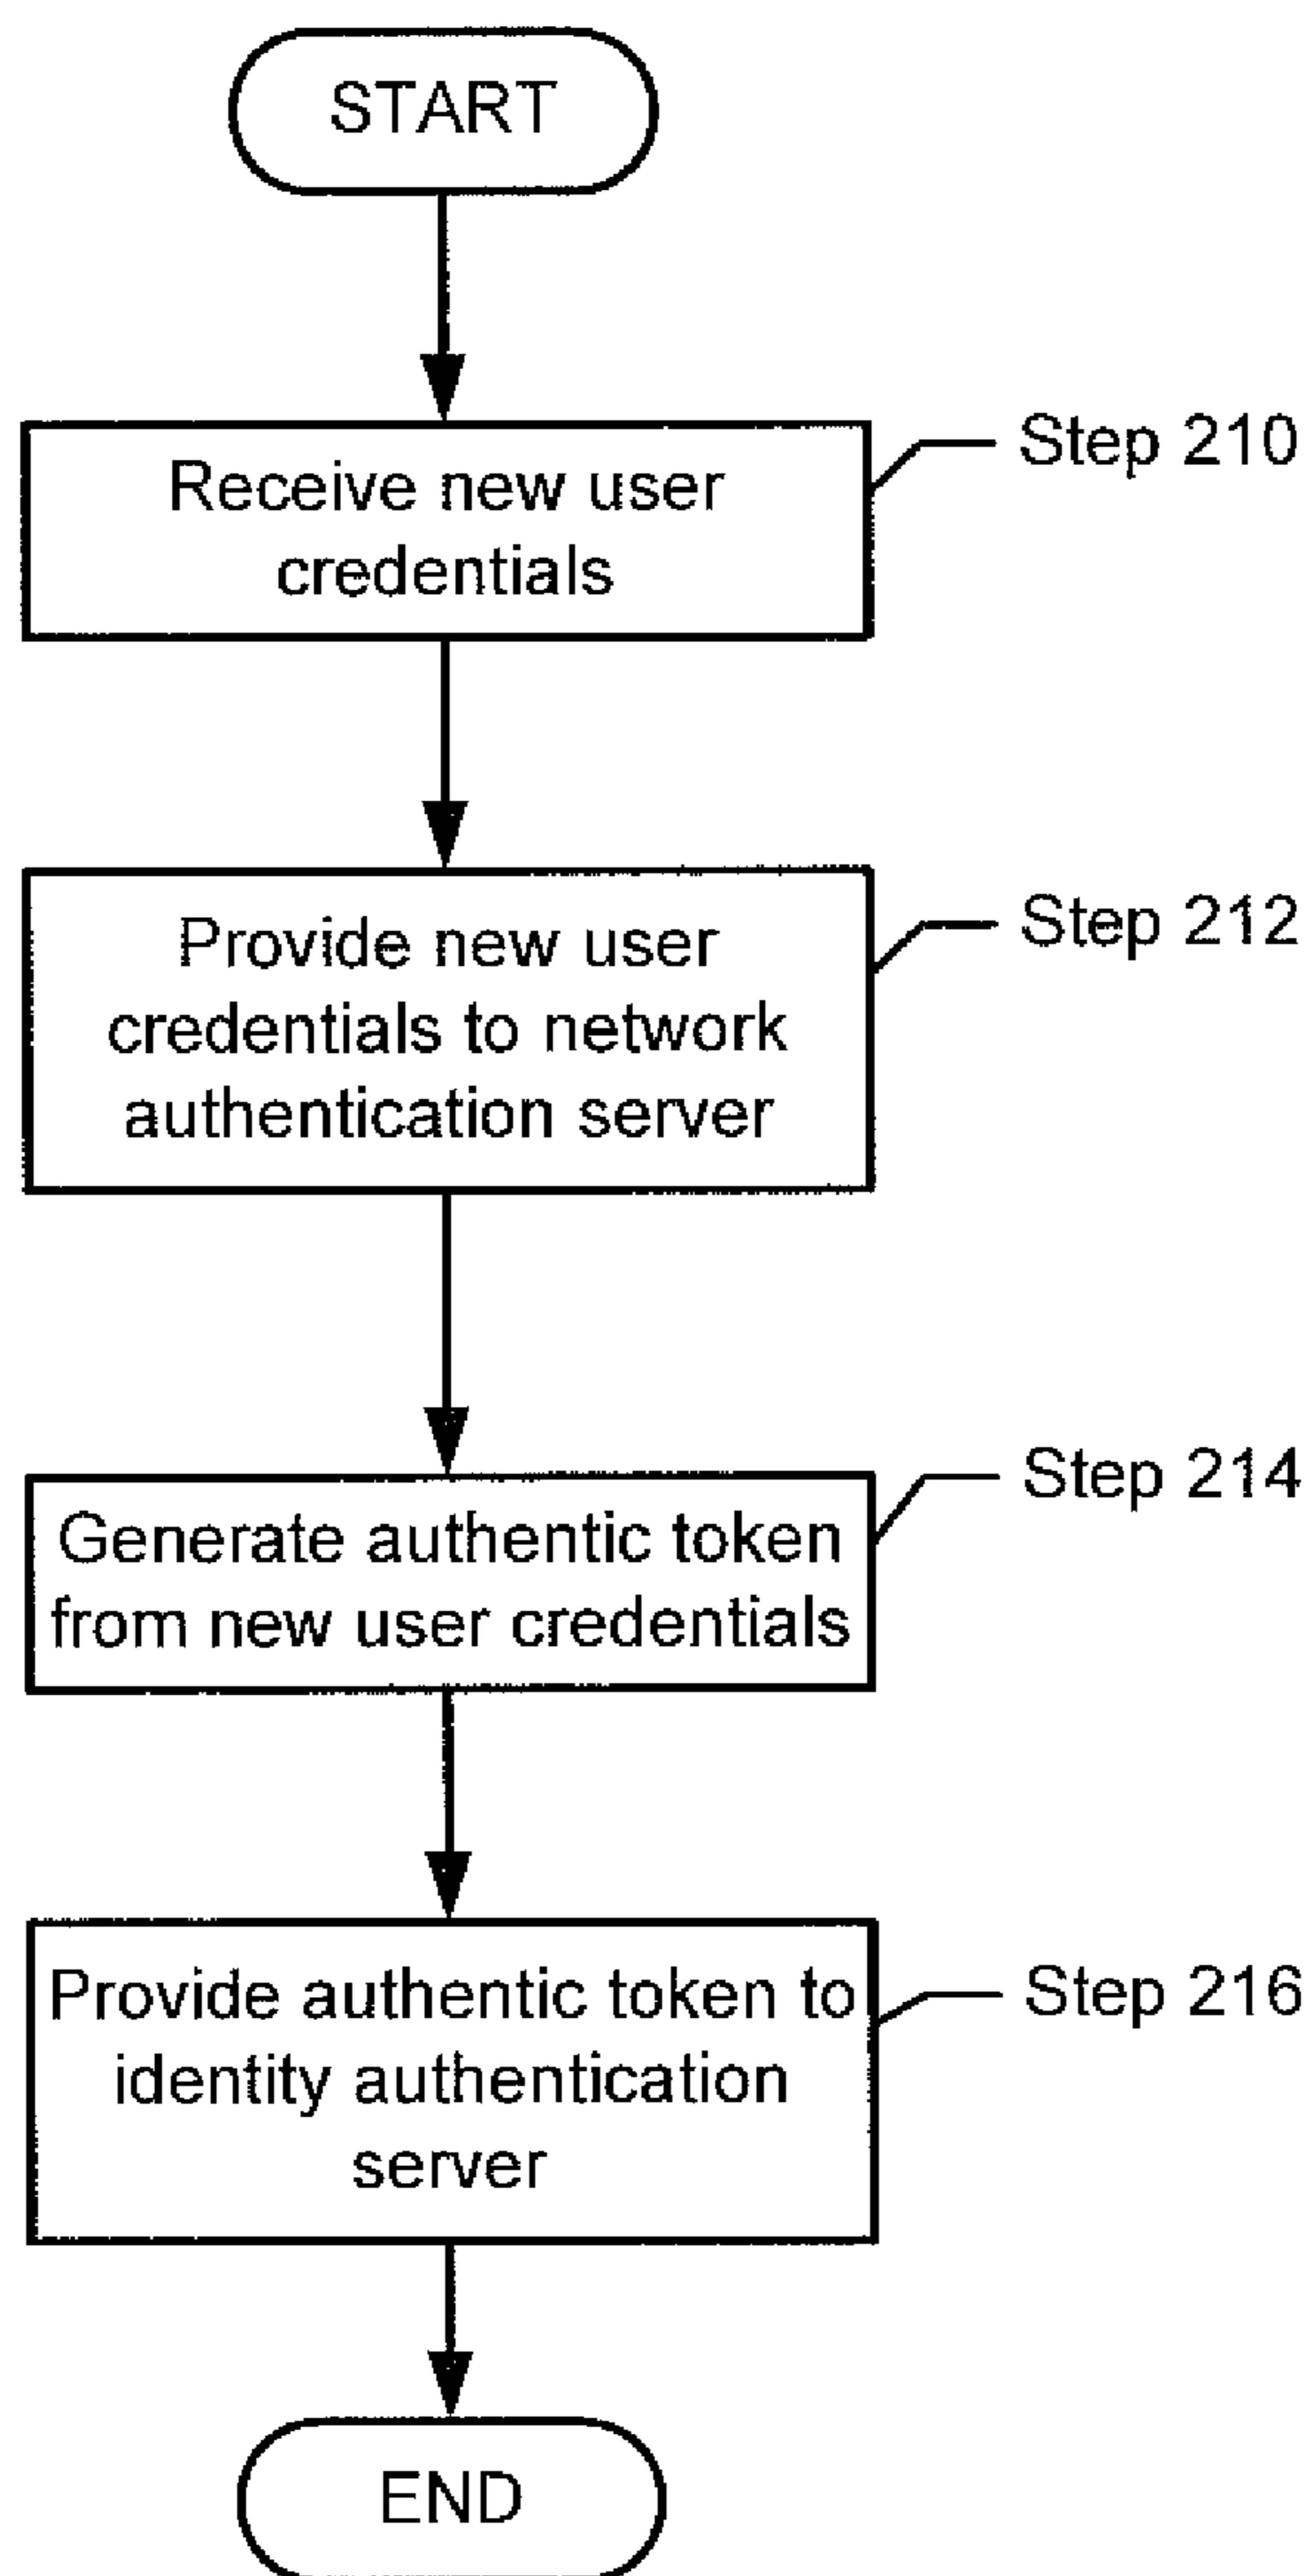 START
Receive new user
credentials
Step 210
Provide new user
credentials to network
authentication server
Step 212
Generate authentic token
from new user credentials
Step 214
Provide authentic token to
identity authentication
server
Step 216
END